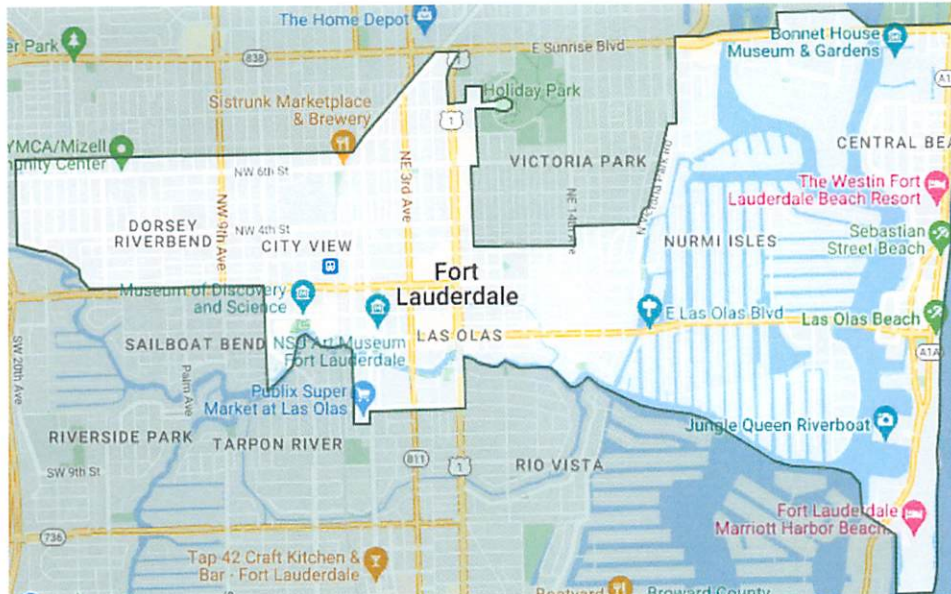 The Home Depot
er Park
838
E Sunrise Blvd
Bonnet House
Museum & Gardens
A1
Holiday Park
Sistrunk Marketplace
& Brewery
1
YMCA/Mizell
nunity Center
NW 6th St
NE 3rd Ave
VICTORIA PARK
N Victoria Park Rd
CENTRAL BEA
The Westin Fort
Lauderdale Beach Resort
NE 14th Ave
DORSEY
RIVERBEND
NW 9th Ave
NW 4th St
CITY VIEW
NURMI ISLES
Sebastian
Street Beach
Fort
Lauderdale
Museum of Discovery
and Science
E Las Olas Blvd
Las Olas Beach
SW 20th Ave
SAILBOAT BEND
NSU Art Museum
Fort Lauderdale
LAS OLAS
A1A
Palm Ave
Publix Super
Market at Las Olas
Jungle Queen Riverboat
RIVERSIDE PARK
TARPON RIVER
SW 9th St
811
1
RIO VISTA
Fort Lauderdale
Marriott Harbor Beach
736
Tap 42 Craft Kitchen &
Bar - Fort Lauderdale
Boatyard
Broward County